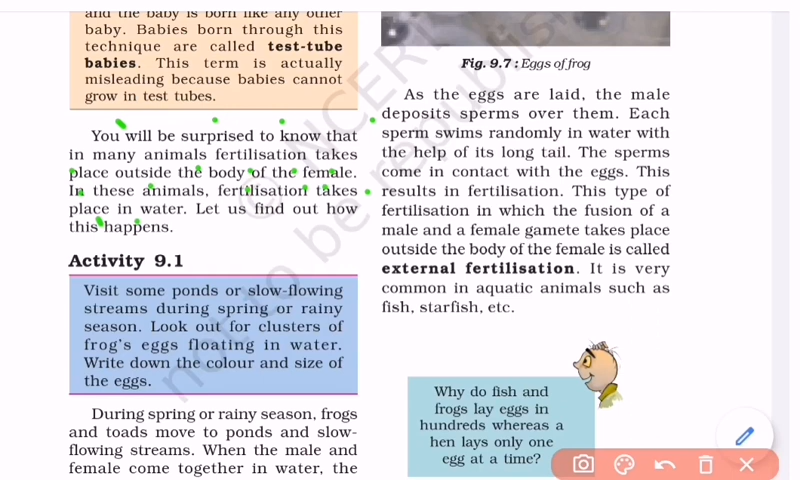 and the baby is born like any other
baby. Babies born through this
technique are called test-tube
babies. This term is actually
misleading because babies cannot
grow in test tubes.
You will be surprised to know that
in many animals fertilisation takes
place outside the body of the female.
In these animals, fertilisation takes
place in water. Let us find out how
this happens.
Activity 9.1
Visit some ponds or slow-flowing
streams during spring or rainy
season. Look out for clusters of
frog's eggs floating in water.
Write down the colour and size of
the eggs.
During spring or rainy season, frogs
and toads move to ponds and slow-
flowing streams. When the male and
female come together in water, the
Fig. 9.7 : Eggs of frog
As the eggs are laid, the male
deposits sperms over them. Each
sperm swims randomly in water with
the help of its long tail. The sperms
come in contact with the eggs. This
results in fertilisation. This type of
fertilisation in which the fusion of a
male and a female gamete takes place
outside the body of the female is called
external fertilisation. It is very
common in aquatic animals such as
fish, starfish, etc.
Why do fish and
frogs lay eggs in
hundreds whereas a
hen lays only one
egg at a time?
© NCERT
not to be republished